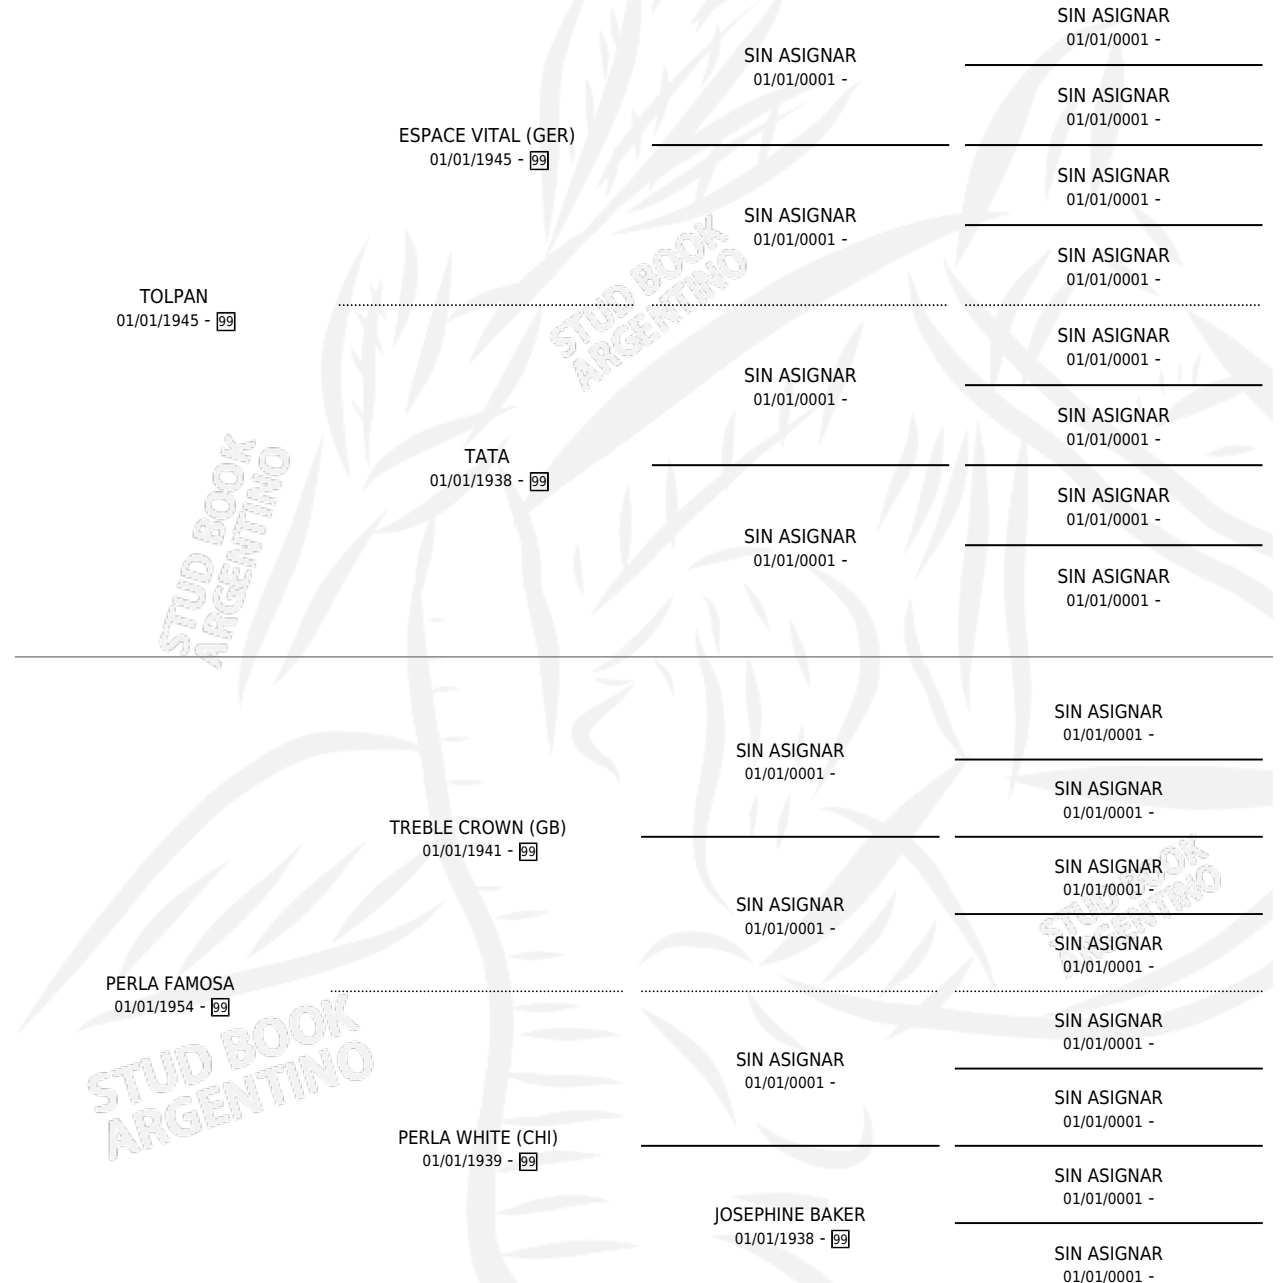 SIN ASIGNAR
01/01/0001 -
SIN ASIGNAR
01/01/0001 -
SIN ASIGNAR
01/01/0001 -
ESPACE VITAL (GER)
01/01/1945 - 99
SIN ASIGNAR
01/01/0001 -
SIN ASIGNAR
01/01/0001 -
SIN ASIGNAR
01/01/0001 -
STUD BOOK
ARGENTINO
TOLPAN
01/01/1945 - 99
SIN ASIGNAR
01/01/0001 -
SIN ASIGNAR
01/01/0001 -
SIN ASIGNAR
01/01/0001 -
TATA
01/01/1938 - 99
SIN ASIGNAR
01/01/0001 -
SIN ASIGNAR
01/01/0001 -
SIN ASIGNAR
01/01/0001 -
STUD BOOK
ARGENTINO
SIN ASIGNAR
01/01/0001 -
SIN ASIGNAR
01/01/0001 -
SIN ASIGNAR
01/01/0001 -
TREBLE CROWN (GB)
01/01/1941 - 99
SIN ASIGNAR
01/01/0001 -
SIN ASIGNAR
01/01/0001 -
SIN ASIGNAR
01/01/0001 -
STUD BOOK
ARGENTINO
PERLA FAMOSA
01/01/1954 - 99
STUD BOOK
ARGENTINO
SIN ASIGNAR
01/01/0001 -
SIN ASIGNAR
01/01/0001 -
SIN ASIGNAR
01/01/0001 -
PERLA WHITE (CHI)
01/01/1939 - 99
SIN ASIGNAR
01/01/0001 -
JOSEPHINE BAKER
01/01/1938 - 99
SIN ASIGNAR
01/01/0001 -